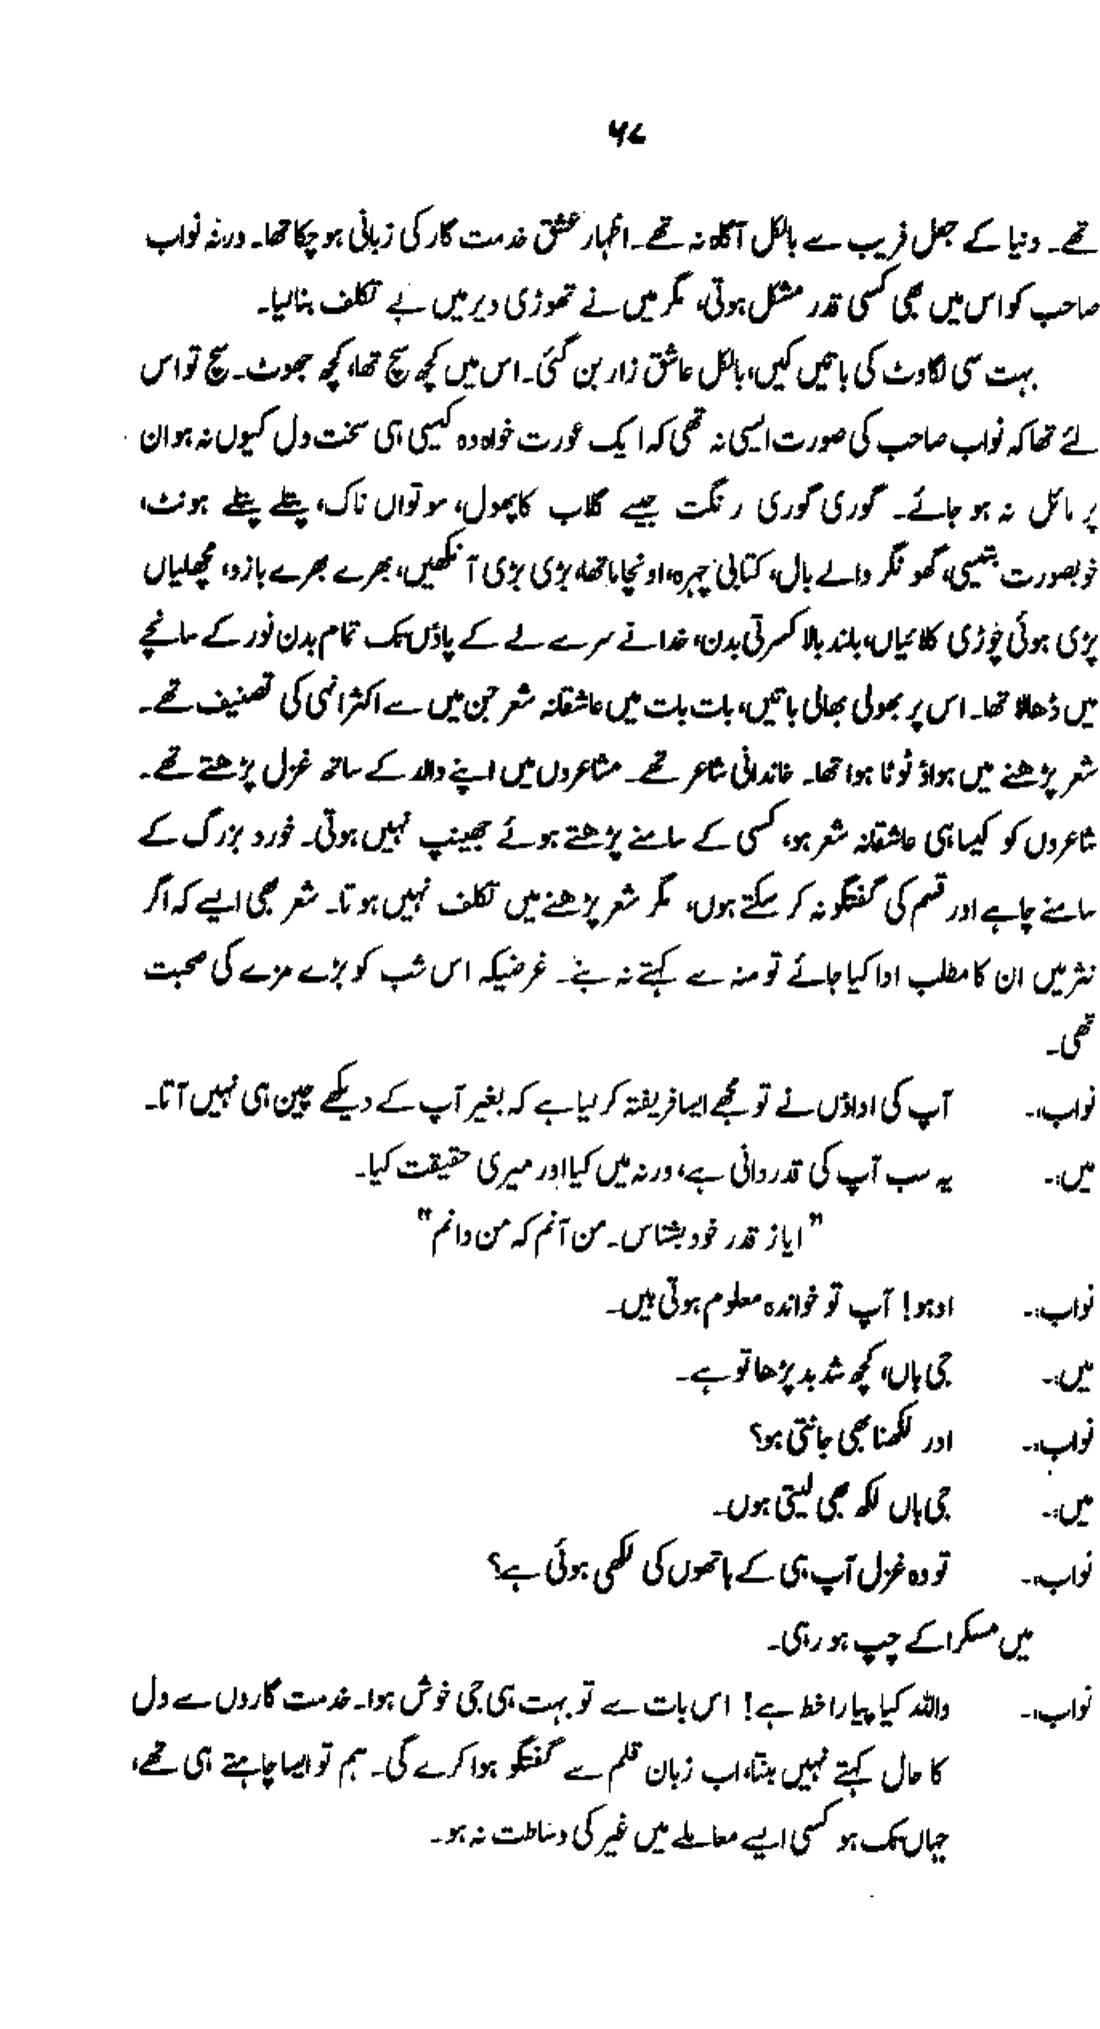 ۶۷
تھے۔ دنیا کے جعل فریب سے بالکل آگاہ نہ تھے۔ اظہار عشق خدمت گار کی زبانی ہو چکا تھا۔ ورنہ نواب
صاحب کو اس میں بھی کسی قدر مشکل ہوتی، مگر میں نے تھوڑی دیر میں بے تکلف بنا لیا۔
بہت سی لگاوٹ کی باتیں کیں، بالکل عاشق زار بن گئی۔ اس میں کچھ سچ تھا، کچھ جھوٹ۔ سچ تو اس
لئے تھا کہ نواب صاحب کی صورت ایسی نہ تھی کہ ایک عورت خواہ وہ کیسی ہی سخت دل کیوں نہ ہو ان
پر مائل نہ ہو جائے۔ گوری گوری رنگت جیسے گلاب کا پھول، سوتواں ناک، پتلے پتلے ہونٹ،
خوبصورت بتیسی، گھونگر والے بال، کتابی چہرہ، اونچا ماتھا، بڑی بڑی آنکھیں، بھرے بھرے بازو، مچھلیاں
پڑی ہوئی چوڑی کلائیاں، بلند بالا کسرتی بدن، خدا نے سر سے لے کے پاؤں تک تمام بدن نور کے سانچے
میں ڈھالا تھا۔ اس پر بھولی بھالی باتیں، بات بات میں عاشقانہ شعر جن میں سے اکثر انہی کی تصنیف تھے۔
شعر پڑھنے میں ہواؤ ٹوٹا ہوا تھا۔ خاندانی شاعر تھے۔ مشاعروں میں اپنے والد کے ساتھ غزل پڑھتے تھے۔
شاعروں کو کیسا ہی عاشقانہ شعر ہو، کسی کے سامنے پڑھتے ہوئے جھینپ نہیں ہوتی۔ خورد بزرگ کے
سامنے چاہے اور قسم کی گفتگو نہ کر سکتے ہوں، مگر شعر پڑھنے میں تکلف نہیں ہوتا۔ شعر بھی ایسے کہ اگر
نثر میں ان کا مطلب ادا کیا جائے تو منہ سے کہتے نہ بنے۔ غرضیکہ اس شب کو بڑے مزے کی صحبت
تھی۔
نواب:۔ آپ کی اداؤں نے تو مجھے ایسا فریفتہ کر لیا ہے کہ بغیر آپ کے دیکھے چین ہی نہیں آتا۔
میں:۔ یہ سب آپ کی قدر دانی ہے، ورنہ میں کیا اور میری حقیقت کیا۔
"ایاز قدر خود بشناس۔ من آنم کہ من دانم"
نواب:۔ اوہو! آپ تو خواندہ معلوم ہوتی ہیں۔
میں:۔ جی ہاں، کچھ شدبد پڑھا تو ہے۔
نواب:۔ اور لکھنا بھی جانتی ہو؟
میں:۔ جی ہاں لکھ بھی لیتی ہوں۔
نواب:۔ تو وہ غزل آپ ہی کے ہاتھوں کی لکھی ہوئی ہے؟
میں مسکرا کے چپ ہو رہی۔
نواب:۔ واللہ کیا پیارا خط ہے! اس بات سے تو بہت ہی جی خوش ہوا۔ خدمت گاروں سے دل
کا حال کہتے نہیں بنتا، اب زبان قلم سے گفتگو ہوا کرے گی۔ ہم تو ایسا چاہتے ہی تھے،
جہاں تک ہو کسی ایسے معاملے میں غیر کی وساطت نہ ہو۔